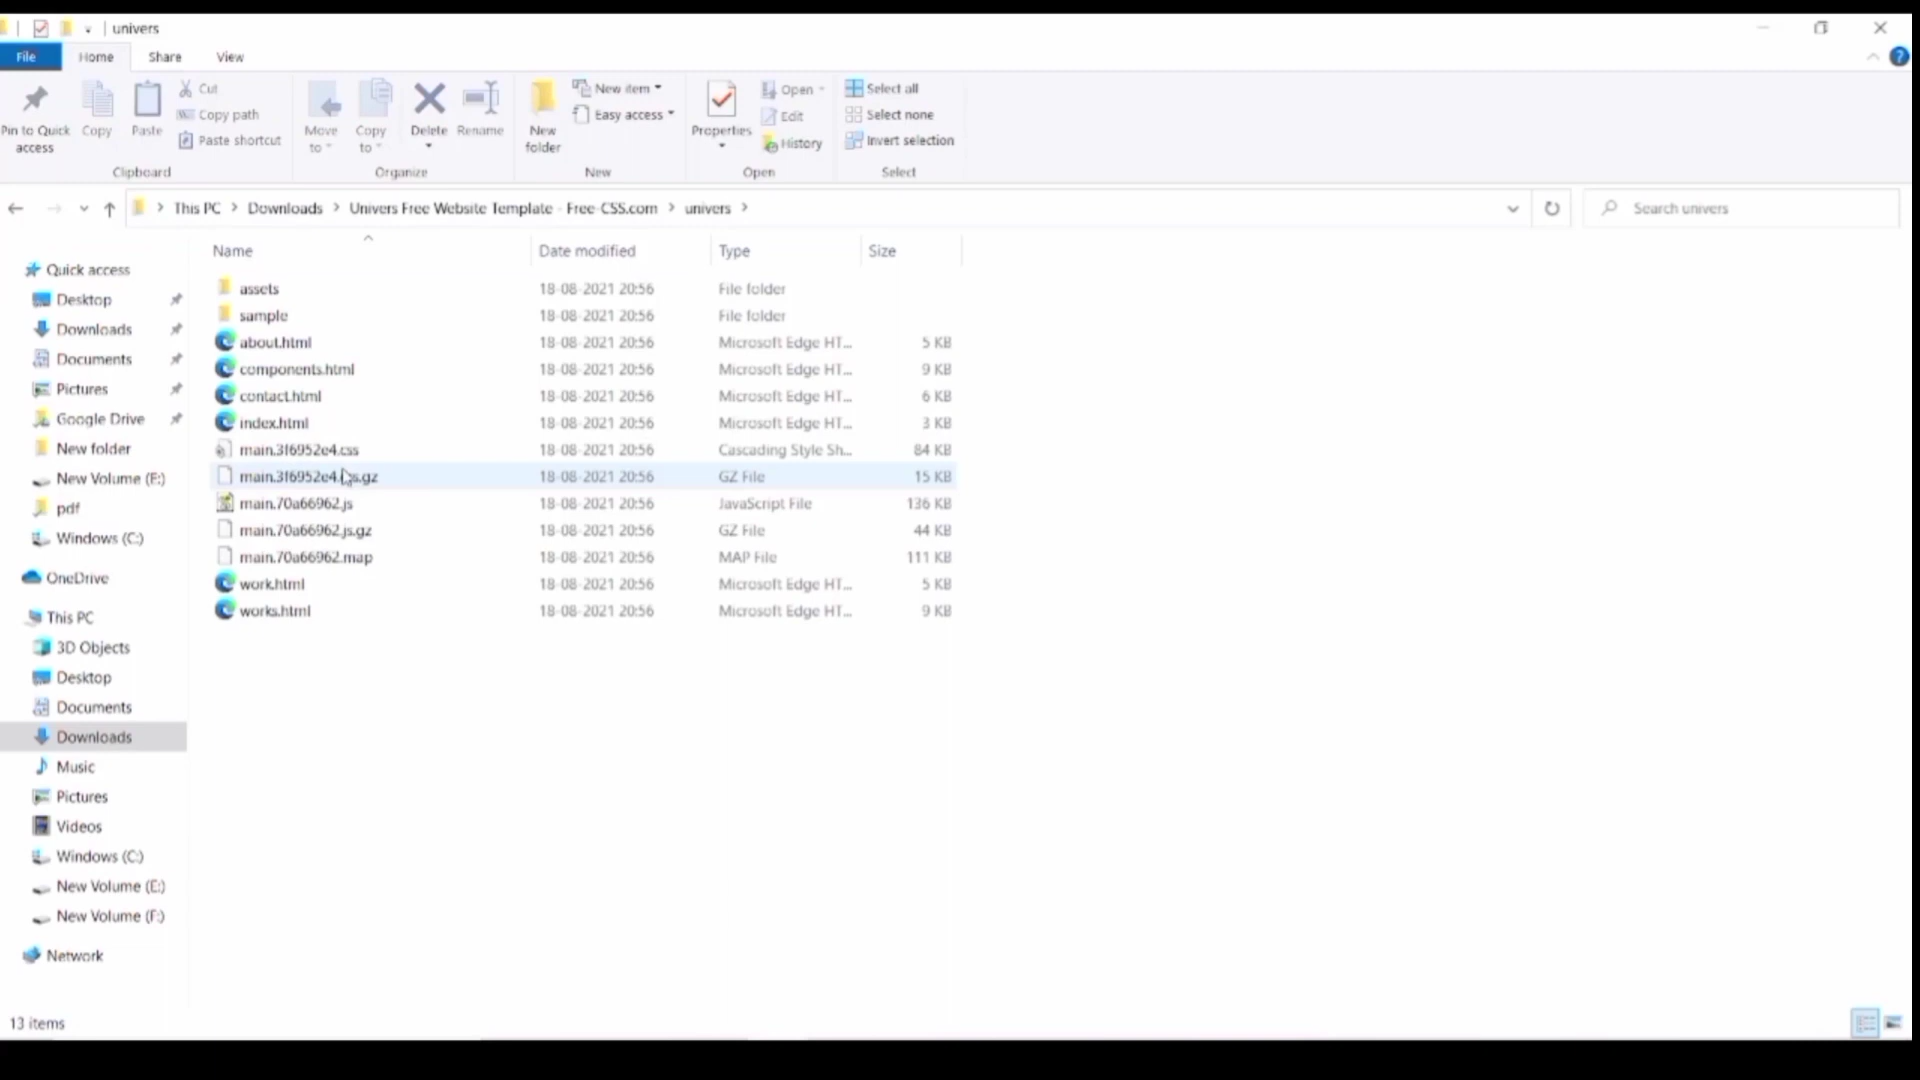 univers
File Home Share View
Pin to Quick access
Copy
Paste
Cut
Copy path
Paste shortcut
Clipboard
Move to
Copy to
Delete
Rename
Organize
New folder
New item
Easy access
New
Properties
Open
Edit
History
Open
Select all
Select none
Invert selection
Select
This PC > Downloads > Univers Free Website Template - Free-CSS.com > univers >
Search univers
Name Date modified Type Size
assets 18-08-2021 20:56 File folder
sample 18-08-2021 20:56 File folder
about.html 18-08-2021 20:56 Microsoft Edge HT... 5 KB
components.html 18-08-2021 20:56 Microsoft Edge HT... 9 KB
contact.html 18-08-2021 20:56 Microsoft Edge HT... 6 KB
index.html 18-08-2021 20:56 Microsoft Edge HT... 3 KB
main.3f6952e4.css 18-08-2021 20:56 Cascading Style Sh... 84 KB
main.3f6952e4.css.gz 18-08-2021 20:56 GZ File 15 KB
main.70a66962.js 18-08-2021 20:56 JavaScript File 136 KB
main.70a66962.js.gz 18-08-2021 20:56 GZ File 44 KB
main.70a66962.map 18-08-2021 20:56 MAP File 111 KB
work.html 18-08-2021 20:56 Microsoft Edge HT... 5 KB
works.html 18-08-2021 20:56 Microsoft Edge HT... 9 KB
Quick access
Desktop
Downloads
Documents
Pictures
Google Drive
New folder
New Volume (E:)
pdf
Windows (C:)
OneDrive
This PC
3D Objects
Desktop
Documents
Downloads
Music
Pictures
Videos
Windows (C:)
New Volume (E:)
New Volume (F:)
Network
13 items